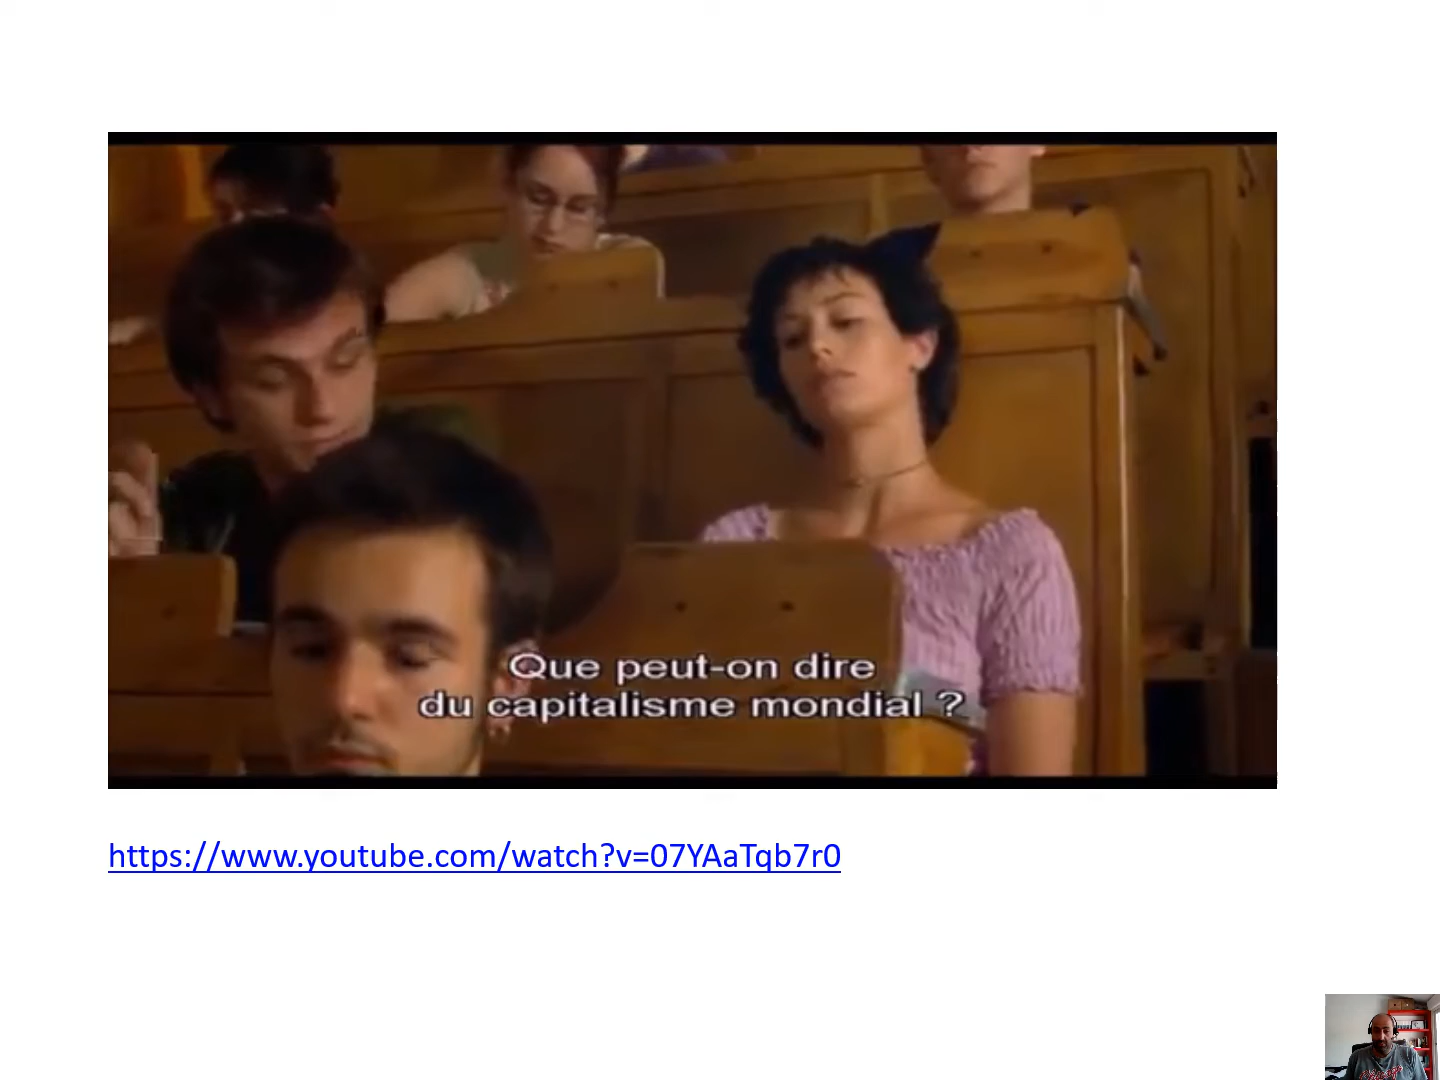 Que peut-on dire
du capitalisme mondial ?
https://www.youtube.com/watch?v=07YAaTqb7r0